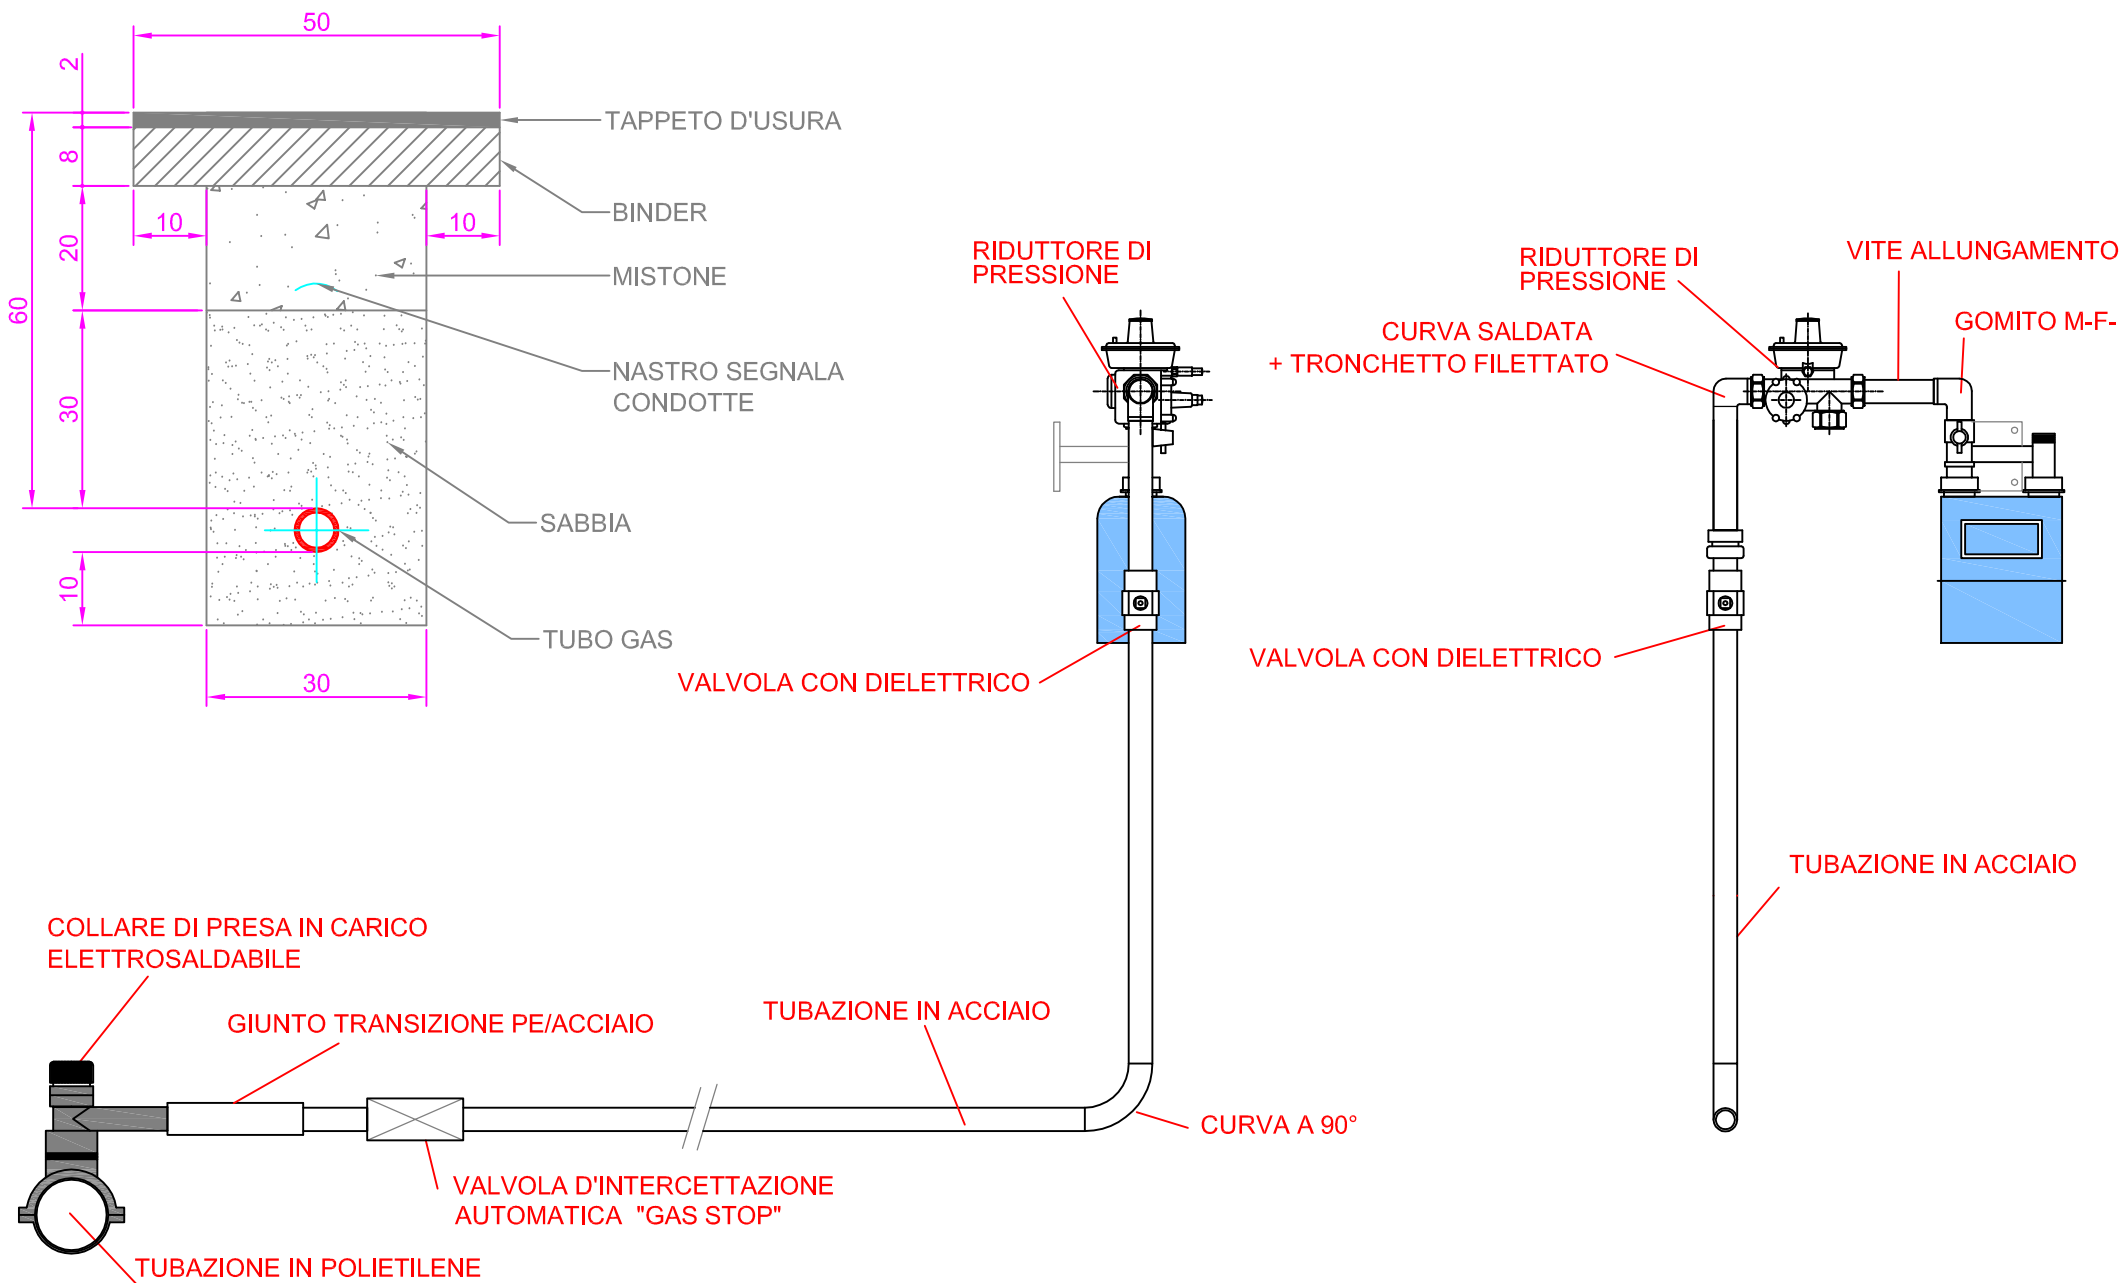 50
2
TAPPETO D'USURA
8
BINDER
10
10
20
MISTONE
60
NASTRO SEGNALA
CONDOTTE
30
SABBIA
10
TUBO GAS
30
RIDUTTORE DI
PRESSIONE
VALVOLA CON DIELETTRICO
RIDUTTORE DI
PRESSIONE
VITE ALLUNGAMENTO
CURVA SALDATA
+ TRONCHETTO FILETTATO
GOMITO M-F-
VALVOLA CON DIELETTRICO
TUBAZIONE IN ACCIAIO
COLLARE DI PRESA IN CARICO
ELETTROSALDABILE
GIUNTO TRANSIZIONE PE/ACCIAIO
TUBAZIONE IN ACCIAIO
CURVA A 90°
VALVOLA D'INTERCETTAZIONE
AUTOMATICA "GAS STOP"
TUBAZIONE IN POLIETILENE